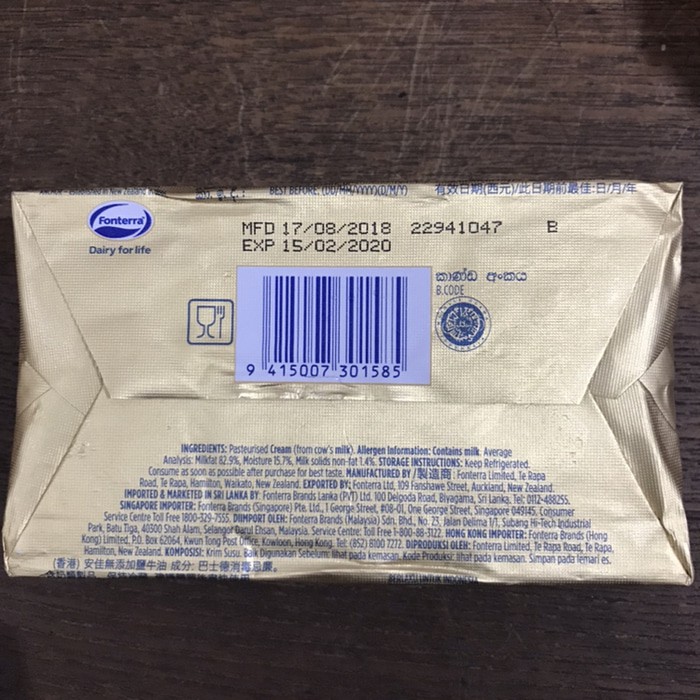 BEST BEFORE: (DD/MM/YYYY)(D/M/Y) 有效日期(西元)/此日期前最佳:日/月/年
Fonterra
Dairy for life
MFD 17/08/2018 22941047 B
EXP 15/02/2020
කාණ්ඩ අංකය
B.CODE
9 415007 301585
INGREDIENTS: Pasteurised Cream (from cow's milk). Allergen Information: Contains milk. Average
Analysis: Milkfat 82.9%, Moisture 15.7%, Milk solids non-fat 1.4%. STORAGE INSTRUCTIONS: Keep Refrigerated.
Consume as soon as possible after purchase for best taste. MANUFACTURED BY /製造商: Fonterra Limited, Te Rapa
Road, Te Rapa, Hamilton, Waikato, New Zealand. EXPORTED BY: Fonterra Ltd, 109 Fanshawe Street, Auckland, New Zealand.
IMPORTED & MARKETED IN SRI LANKA BY: Fonterra Brands Lanka (PVT) Ltd. 100 Delgoda Road, Biyagama, Sri Lanka, Tel: 0112-488255.
SINGAPORE IMPORTER: Fonterra Brands (Singapore) Pte. Ltd., 1 George Street, #08-01, One George Street, Singapore 049145. Consumer
Service Centre Toll Free 1800-329-7555. DIIMPORT OLEH: Fonterra Brands (Malaysia) Sdn. Bhd., No. 23, Jalan Delima 1/1, Subang Hi-Tech Industrial
Park, Batu Tiga, 40300 Shah Alam, Selangor Darul Ehsan, Malaysia. Service Centre: Toll Free 1-800-88-3122. HONG KONG IMPORTER: Fonterra Brands (Hong
Kong) Limited, P.O. Box 62064, Kwun Tong Post Office, Kowloon, Hong Kong. Tel: (852) 8100 7772. DIPRODUKSI OLEH: Fonterra Limited, Te Rapa Road, Te Rapa,
Hamilton, New Zealand. KOMPOSISI: Krim Susu. Baik Digunakan Sebelum: lihat pada kemasan. Kode Produksi: lihat pada kemasan. Simpan pada lemari es.
(香港) 安佳無添加鹽牛油 成分: 巴士德消毒忌廉。
BERLAKU UNTUK INDONESIA